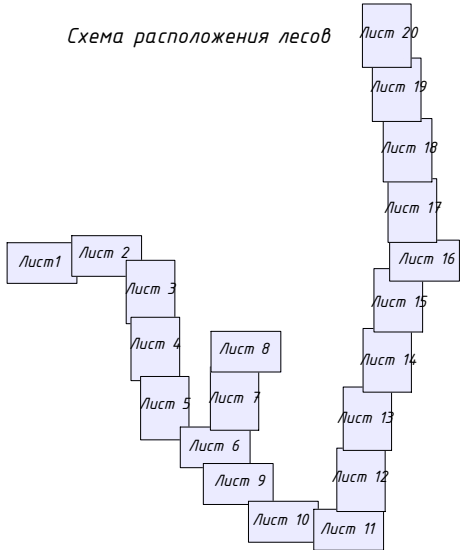 Схема расположения лесов
Лист 20
Лист 19
Лист 18
Лист 17
Лист 16
Лист1
Лист 2
Лист 3
Лист 15
Лист 4
Лист 8
Лист 14
Лист 5
Лист 7
Лист 13
Лист 6
Лист 9
Лист 12
Лист 10
Лист 11